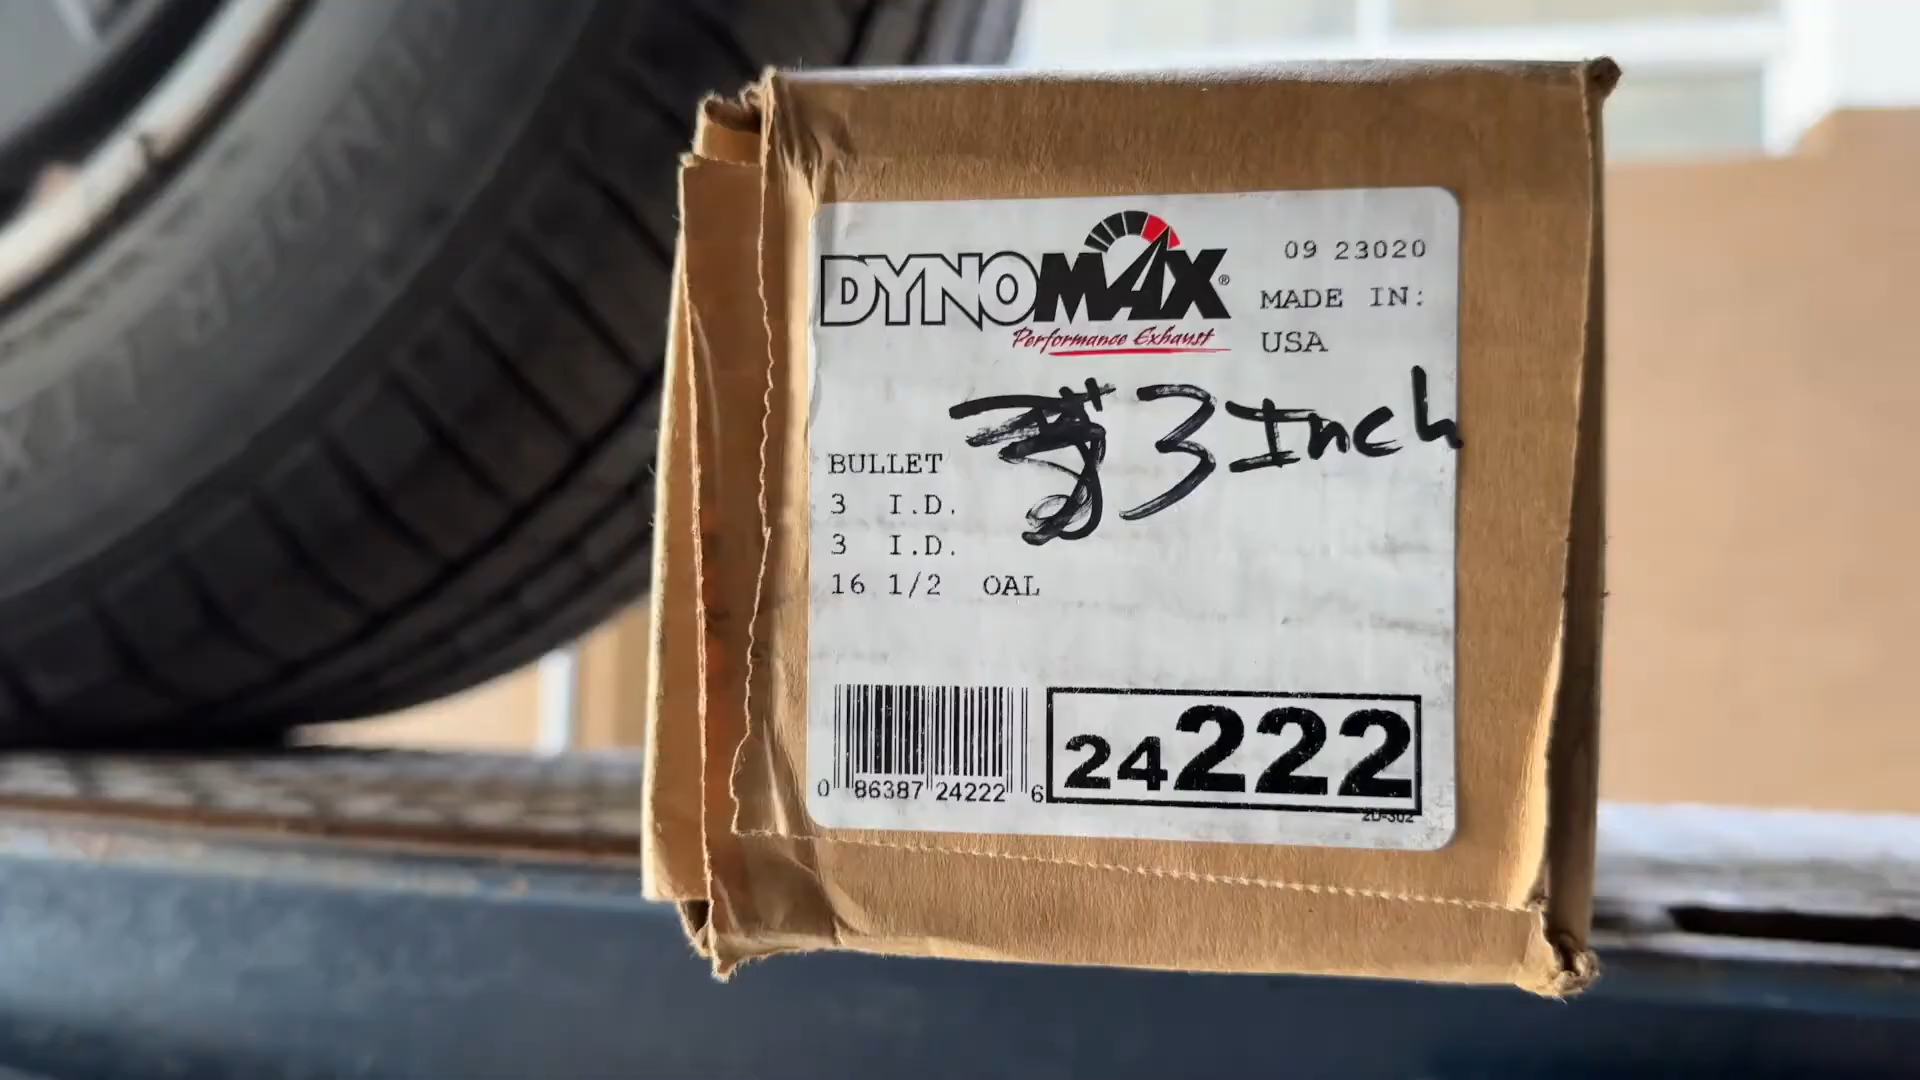 DYNOMAX®
Performance Exhaust
09 23020
MADE IN:
USA
3 Inch
BULLET
3 I.D.
3 I.D.
16 1/2 OAL
0 86387 24222 6
24222